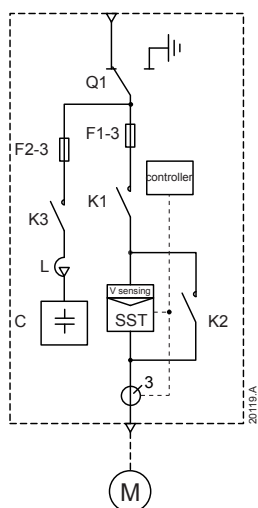 Q1
F2-3
F1-3
controller
K3
K1
L
V sensing
C
SST
K2
3
20119.A
M